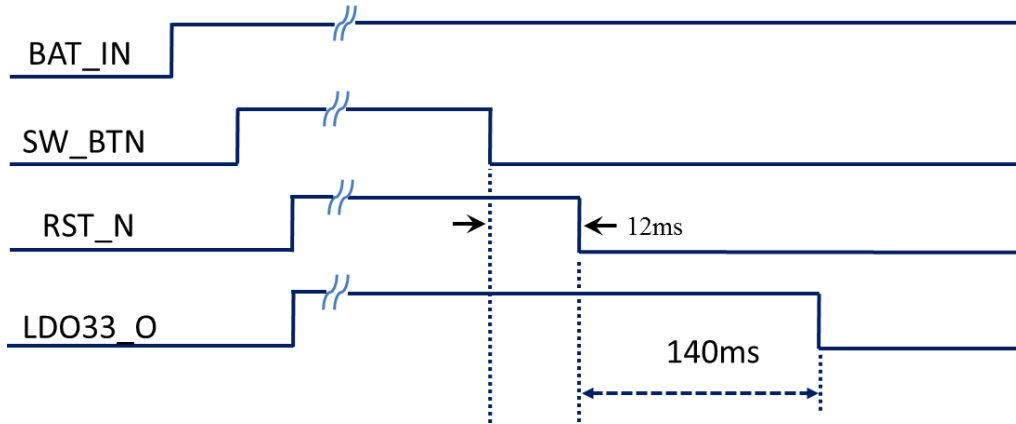 BAT_IN
SW_BTN
RST_N
12ms
LDO33_O
140ms